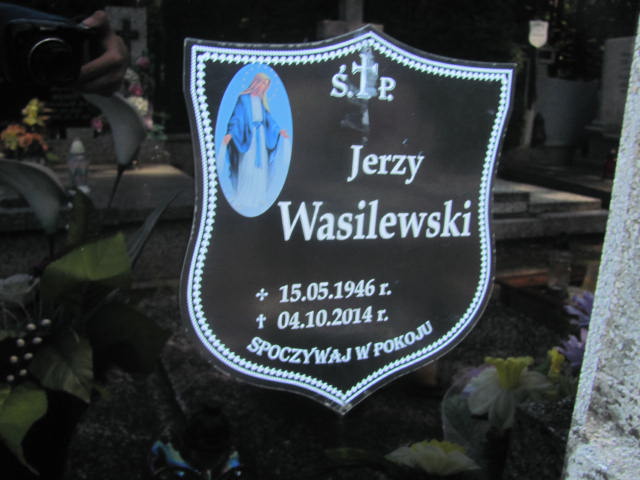 Ś. P.
Jerzy
Wasilewski
15.05.1946 r.
04.10.2014 r.
SPOCZYWAJ W POKOJU